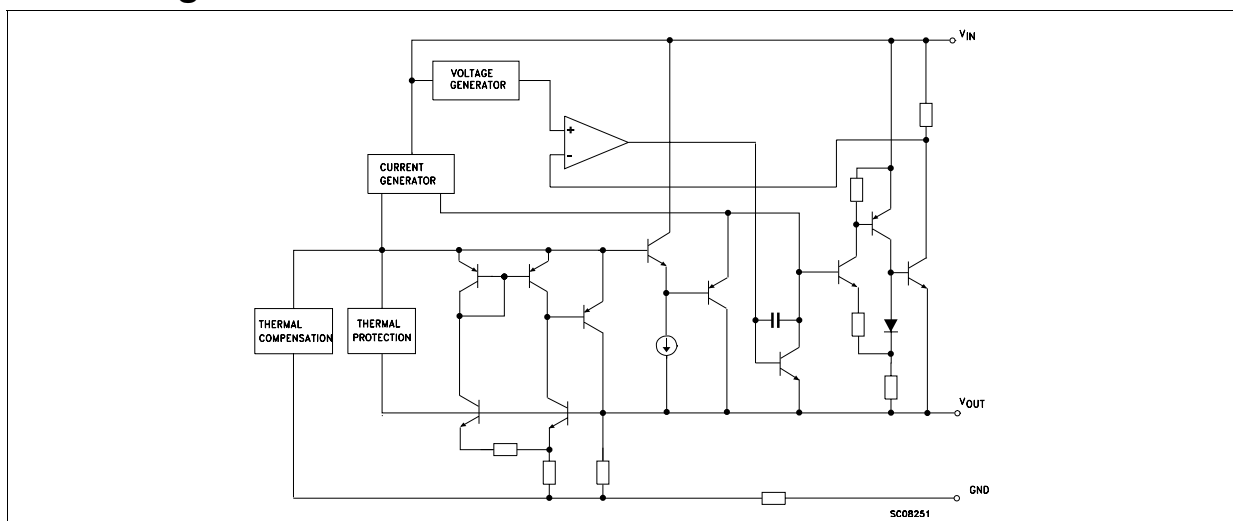 VIN
VOLTAGE
GENERATOR
+
-
CURRENT
GENERATOR
THERMAL
COMPENSATION
THERMAL
PROTECTION
VOUT
GND
SC08251